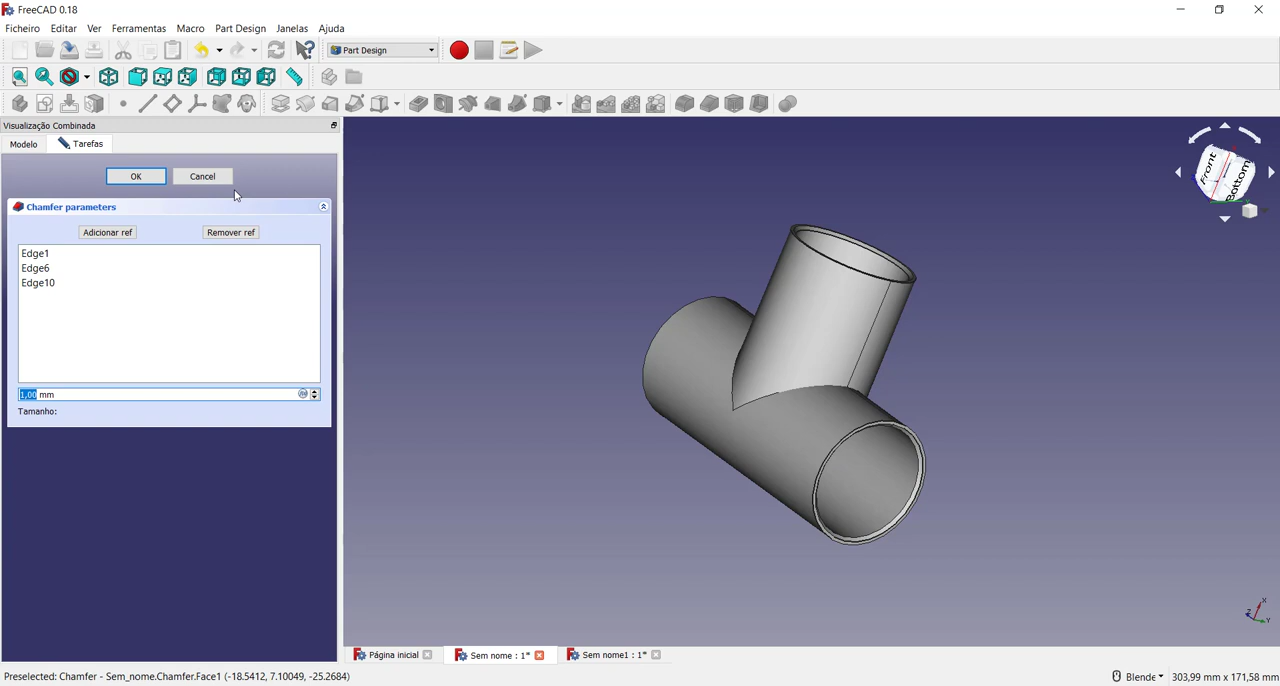 FreeCAD 0.18
Ficheiro Editar Ver Ferramentas Macro Part Design Janelas Ajuda
Part Design
Visualização Combinada
Modelo Tarefas
OK Cancel
Chamfer parameters
Adicionar ref Remover ref
Edge1
Edge6
Edge10
1,00 mm
Tamanho:
Front
Bottom
X
Y
Z
Página inicial Sem nome : 1* Sem nome1 : 1*
Preselected: Chamfer - Sem_nome.Chamfer.Face1 (-18.5412, 7.10049, -25.2684) Blende 303,99 mm x 171,58 mm